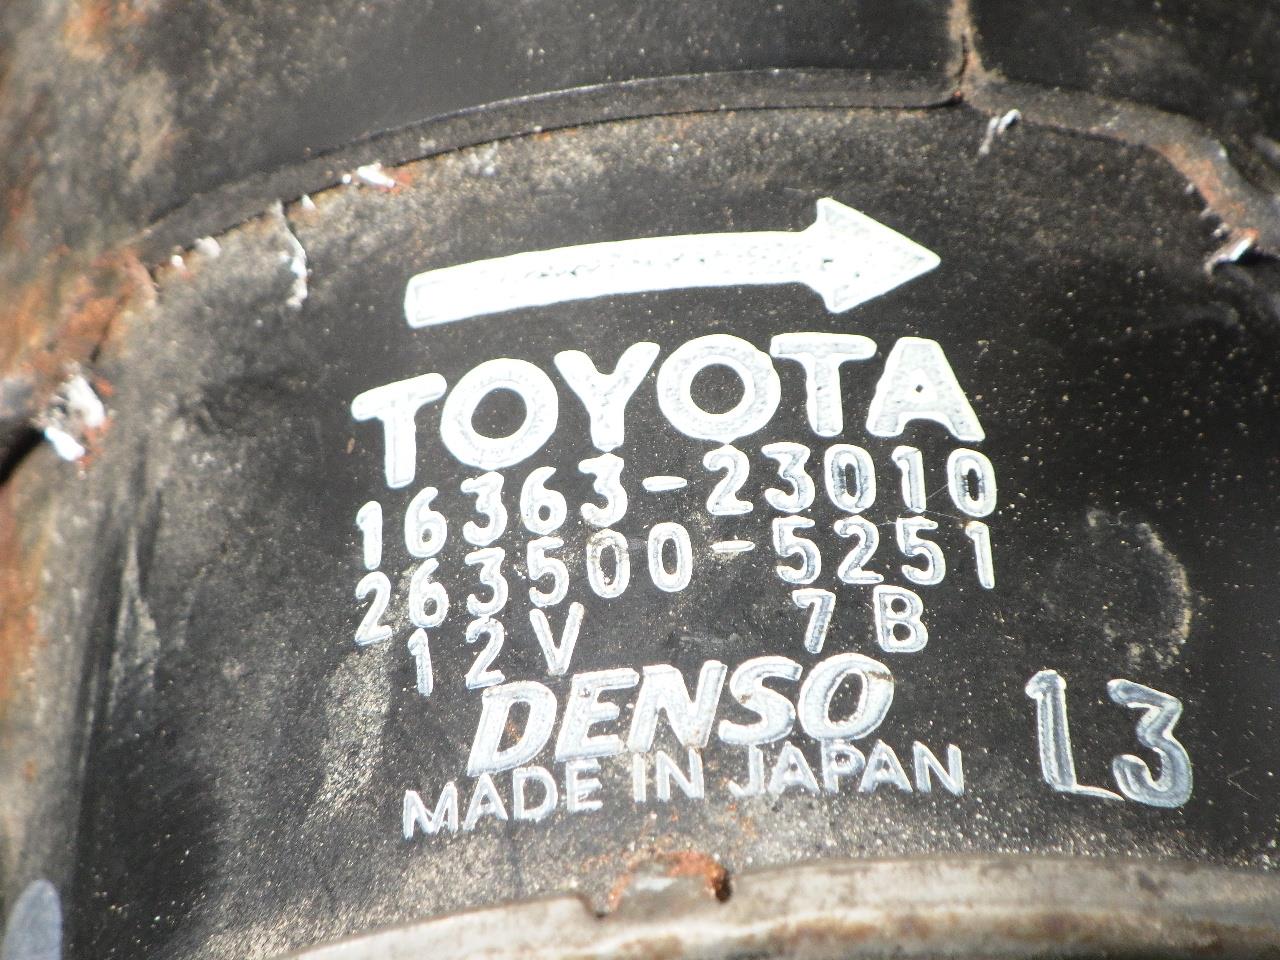 TOYOTA
16363-23010
263500-5251
12V 7B
DENSO
MADE IN JAPAN
L3